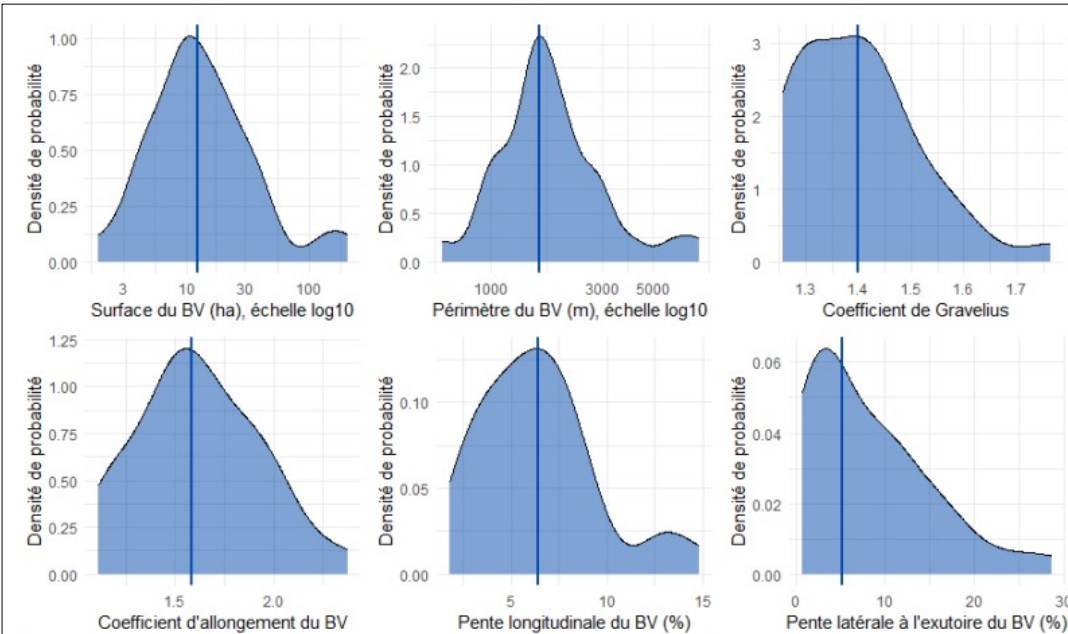 Densité de probabilité
1.00
0.75
0.50
0.25
0.00
3 10 30 100
Surface du BV (ha), échelle log10
Densité de probabilité
2.0
1.5
1.0
0.5
0.0
1000 3000 5000
Périmètre du BV (m), échelle log10
Densité de probabilité
3
2
1
0
1.3 1.4 1.5 1.6 1.7
Coefficient de Gravelius
Densité de probabilité
1.25
1.00
0.75
0.50
0.25
0.00
1.5 2.0
Coefficient d'allongement du BV
Densité de probabilité
0.10
0.05
0.00
5 10 15
Pente longitudinale du BV (%)
Densité de probabilité
0.06
0.04
0.02
0.00
0 10 20 30
Pente latérale à l'exutoire du BV (%)